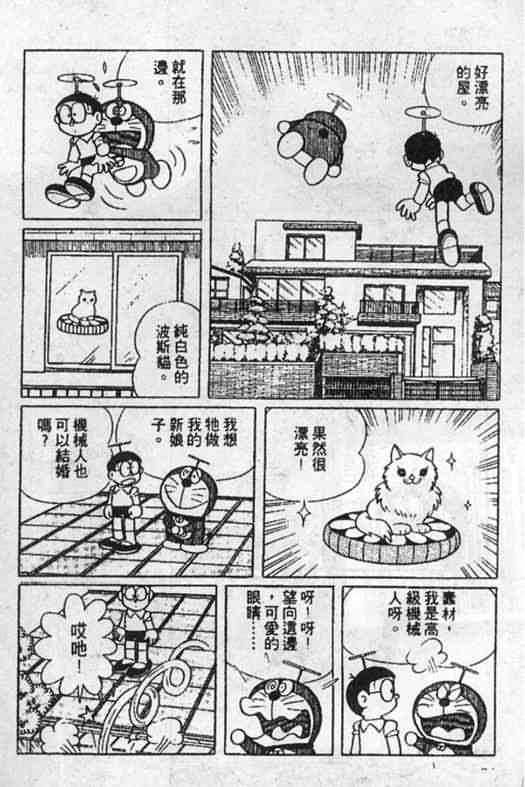 好漂亮
的屋。
就在那
邊。
純白色的
波斯貓。
果然很
漂亮！
我想
牠做
我的
新娘
子。
機械人也
可以結婚
嗎？
蠢材，
我是高
級機械
人呀。
呀！呀！
望向這邊
，可愛的
眼睛……
哎吔！